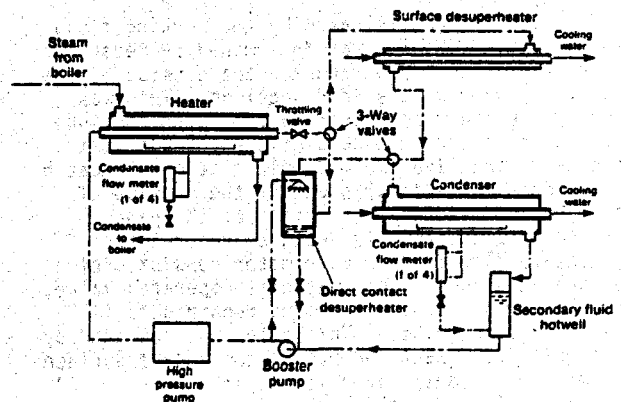 Surface desuperheater
Steam
from
boiler
Cooling
water
Heater
Throttling
valve
3-Way
valves
Condensate
flow meter
(1 of 4)
Condenser
Cooling
water
Condensate
to
boiler
Condensate
flow meter
(1 of 4)
Direct contact
desuperheater
Secondary fluid
hotwell
Booster
pump
High
pressure
pump